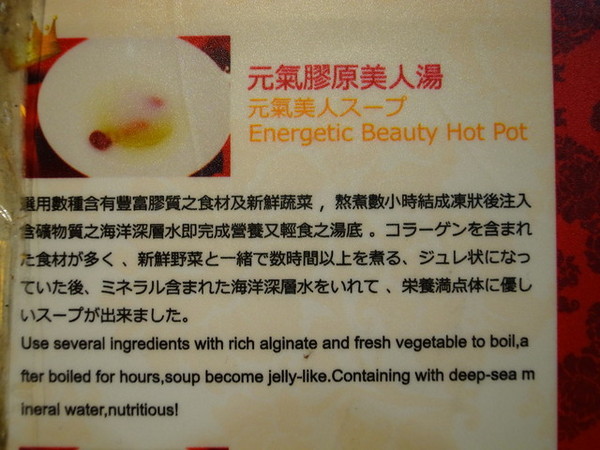 元氣膠原美人湯
元氣美人スープ
Energetic Beauty Hot Pot
選用數種含有豐富膠質之食材及新鮮蔬菜，熬煮數小時結成凍狀後注入
含礦物質之海洋深層水即完成營養又輕食之湯底。コラーゲンを含まれ
た食材が多く、新鮮野菜と一緒で数時間以上を煮る、ジュレ状になっ
ていた後、ミネラル含まれた海洋深層水をいれて、栄養満点体に優し
いスープが出来ました。
Use several ingredients with rich alginate and fresh vegetable to boil,a
fter boiled for hours,soup become jelly-like.Containing with deep-sea m
ineral water,nutritious!